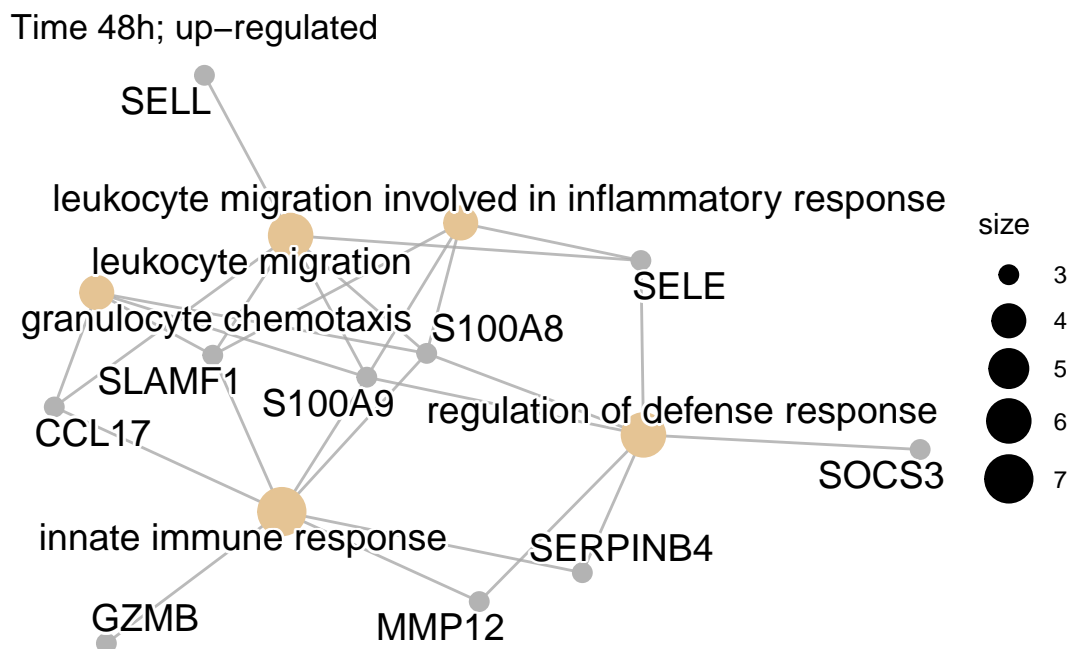 Time 48h; up−regulated
SELL
leukocyte migration involved in inflammatory response
leukocyte migration
SELE
granulocyte chemotaxis
S100A8
SLAMF1
S100A9
regulation of defense response
CCL17
SOCS3
innate immune response
SERPINB4
GZMB
MMP12
size
3
4
5
6
7